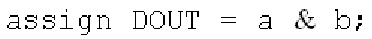 assign DOUT = a & b;